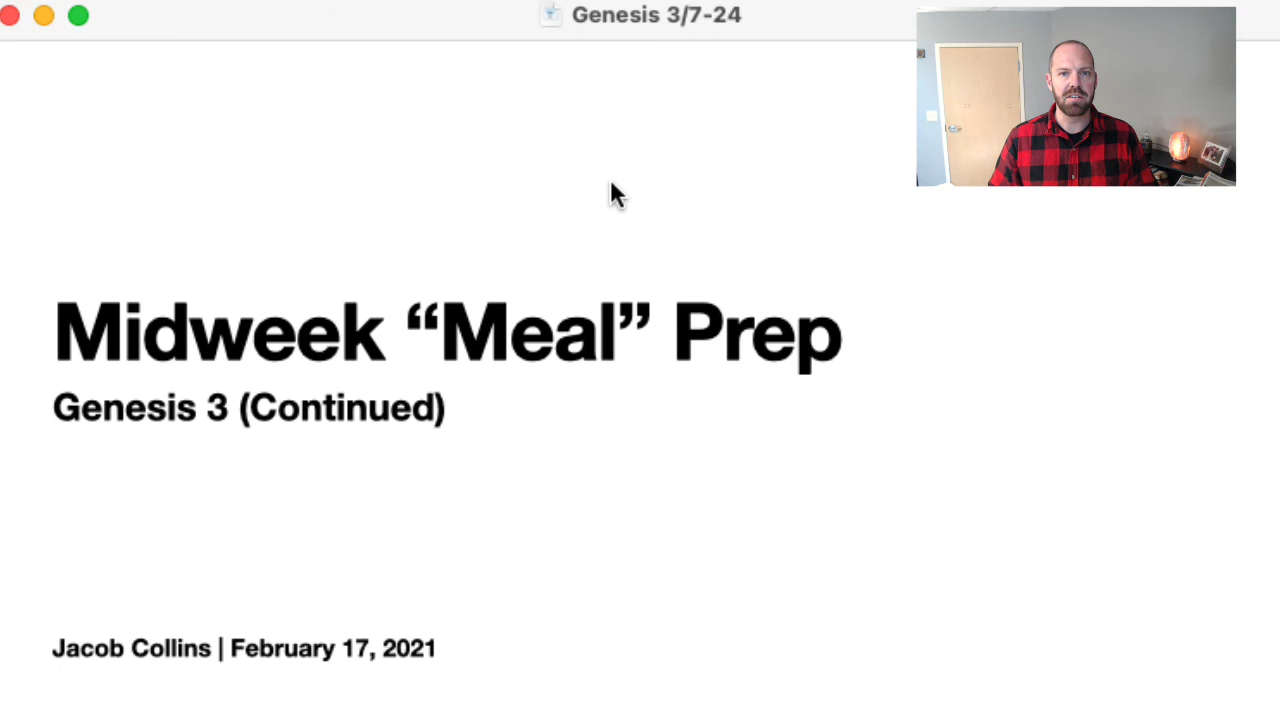 Genesis 3/7-24
Midweek “Meal” Prep
Genesis 3 (Continued)
Jacob Collins | February 17, 2021